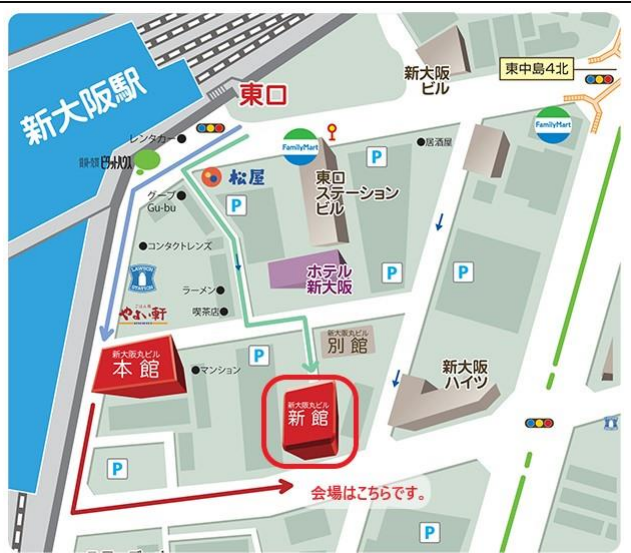 新大阪駅
東口
新大阪
ビル
東中島4北
レンタカー
FamilyMart
P
居酒屋
FamilyMart
松屋
東口
ステーション
ビル
グーブ
Gu-bu
P
コンタクトレンズ
LAWSON
STATION
ホテル
新大阪
P
P
ラーメン
喫茶店
やよい軒
新大阪丸ビル
別館
新大阪丸ビル
本館
マンション
P
新大阪
ハイツ
新大阪丸ビル
新館
P
会場はこちらです。
P